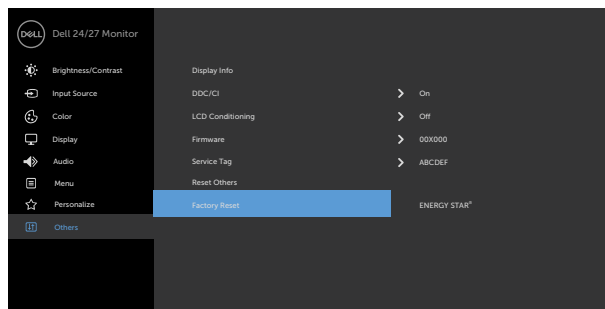 DELL Dell 24/27 Monitor
Brightness/Contrast Display Info
Input Source DDC/CI On
Color LCD Conditioning Off
Display Firmware 00X000
Audio Service Tag ABCDEF
Menu Reset Others
Personalize Factory Reset ENERGY STAR®
Others